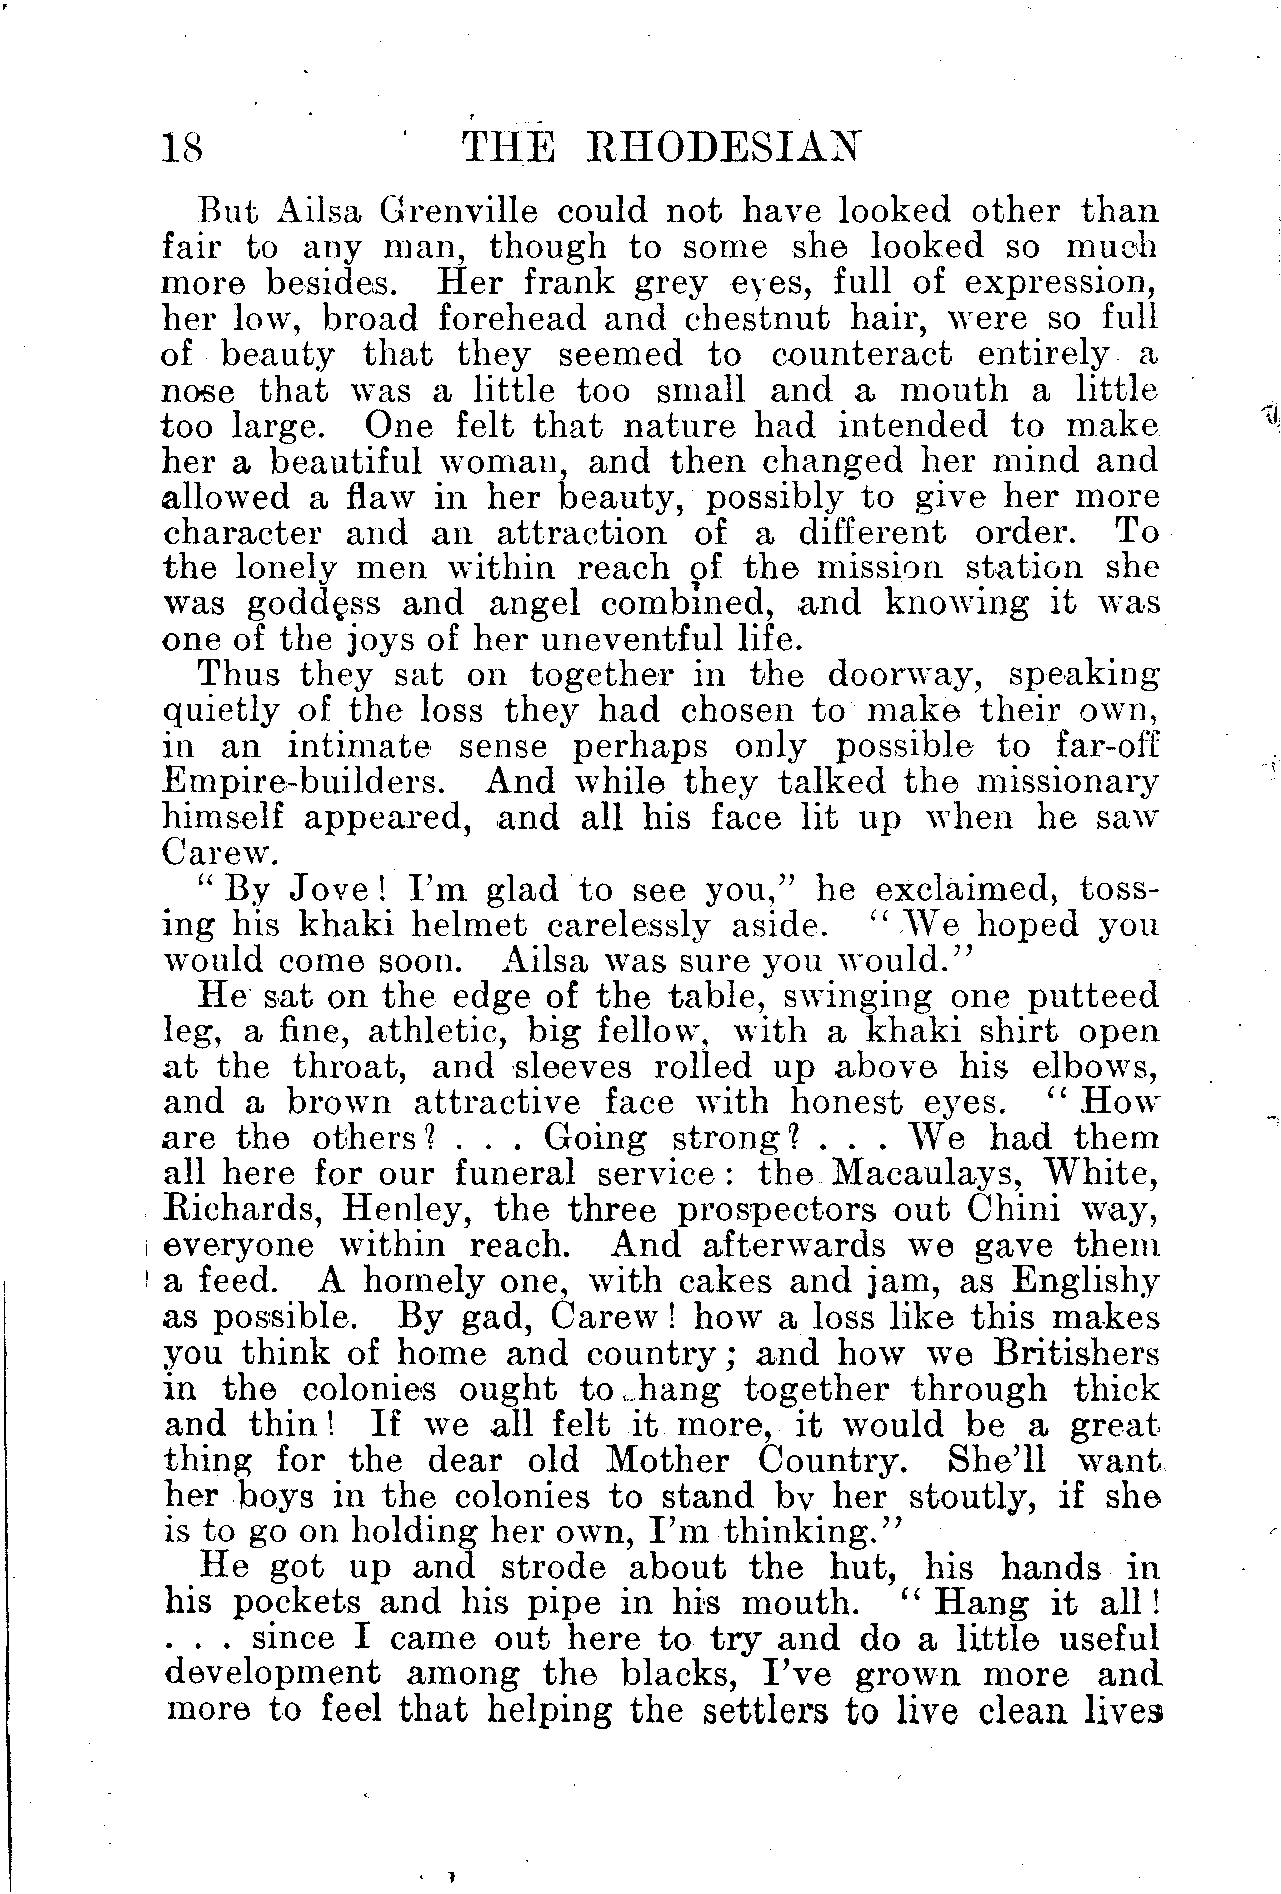 18 THE RHODESIAN
But Ailsa Grenville could not have looked other than
fair to any man, though to some she looked so much
more besides. Her frank grey eyes, full of expression,
her low, broad forehead and chestnut hair, were so full
of beauty that they seemed to counteract entirely a
nose that was a little too small and a mouth a little
too large. One felt that nature had intended to make
her a beautiful woman, and then changed her mind and
allowed a flaw in her beauty, possibly to give her more
character and an attraction of a different order. To
the lonely men within reach of the mission station she
was goddess and angel combined, and knowing it was
one of the joys of her uneventful life.
Thus they sat on together in the doorway, speaking
quietly of the loss they had chosen to make their own,
in an intimate sense perhaps only possible to far-off
Empire-builders. And while they talked the missionary
himself appeared, and all his face lit up when he saw
Carew.
"By Jove! I'm glad to see you," he exclaimed, toss-
ing his khaki helmet carelessly aside. "We hoped you
would come soon. Ailsa was sure you would."
He sat on the edge of the table, swinging one putteed
leg, a fine, athletic, big fellow, with a khaki shirt open
at the throat, and sleeves rolled up above his elbows,
and a brown attractive face with honest eyes. "How
are the others? . . . Going strong? . . . We had them
all here for our funeral service: the Macaulays, White,
Richards, Henley, the three prospectors out Chini way,
everyone within reach. And afterwards we gave them
a feed. A homely one, with cakes and jam, as Englishy
as possible. By gad, Carew! how a loss like this makes
you think of home and country; and how we Britishers
in the colonies ought to hang together through thick
and thin! If we all felt it more, it would be a great
thing for the dear old Mother Country. She'll want
her boys in the colonies to stand by her stoutly, if she
is to go on holding her own, I'm thinking."
He got up and strode about the hut, his hands in
his pockets and his pipe in his mouth. "Hang it all!
. . . since I came out here to try and do a little useful
development among the blacks, I've grown more and
more to feel that helping the settlers to live clean lives